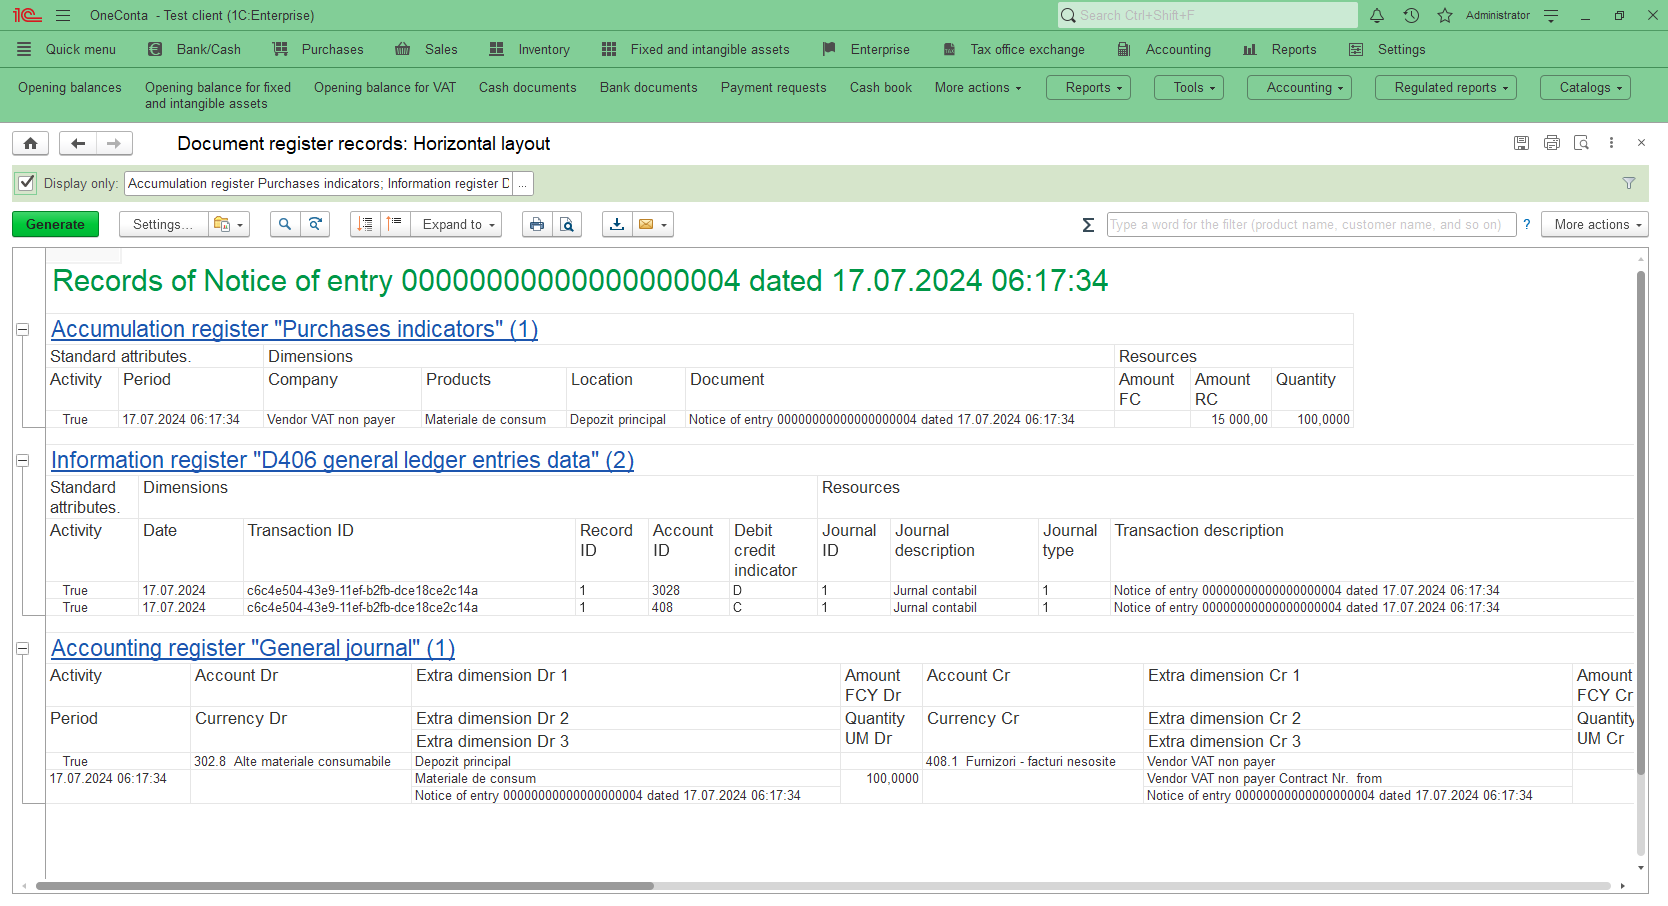 OneConta - Test client (1C:Enterprise)
Search Ctrl+Shift+F
Administrator
Quick menu
Bank/Cash
Purchases
Sales
Inventory
Fixed and intangible assets
Enterprise
Tax office exchange
Accounting
Reports
Settings
Opening balances
Opening balance for fixed
and intangible assets
Opening balance for VAT
Cash documents
Bank documents
Payment requests
Cash book
More actions
Reports
Tools
Accounting
Regulated reports
Catalogs
Document register records: Horizontal layout
Display only:
Accumulation register Purchases indicators; Information register D
...
Generate
Settings...
Expand to
Σ
Type a word for the filter (product name, customer name, and so on)
?
More actions
Records of Notice of entry 00000000000000000004 dated 17.07.2024 06:17:34
Accumulation register "Purchases indicators" (1)
Standard attributes. Dimensions Resources
Activity Period Company Products Location Document Amount FC Amount RC Quantity
True 17.07.2024 06:17:34 Vendor VAT non payer Materiale de consum Depozit principal Notice of entry 00000000000000000004 dated 17.07.2024 06:17:34 15 000,00 100,0000
Information register "D406 general ledger entries data" (2)
Standard attributes. Dimensions Resources
Activity Date Transaction ID Record ID Account ID Debit credit indicator Journal ID Journal description Journal type Transaction description
True 17.07.2024 c6c4e504-43e9-11ef-b2fb-dce18ce2c14a 1 3028 D 1 Jurnal contabil 1 Notice of entry 00000000000000000004 dated 17.07.2024 06:17:34
True 17.07.2024 c6c4e504-43e9-11ef-b2fb-dce18ce2c14a 1 408 C 1 Jurnal contabil 1 Notice of entry 00000000000000000004 dated 17.07.2024 06:17:34
Accounting register "General journal" (1)
Activity Account Dr Extra dimension Dr 1 Amount FCY Dr Account Cr Extra dimension Cr 1 Amount FCY Cr
Period Currency Dr Extra dimension Dr 2 Quantity UM Dr Currency Cr Extra dimension Cr 2 Quantity UM Cr
Extra dimension Dr 3 Extra dimension Cr 3
True 302.8 Alte materiale consumabile Depozit principal 408.1 Furnizori - facturi nesosite Vendor VAT non payer
17.07.2024 06:17:34 Materiale de consum 100,0000 Vendor VAT non payer Contract Nr. from
Notice of entry 00000000000000000004 dated 17.07.2024 06:17:34 Notice of entry 00000000000000000004 dated 17.07.2024 06:17:34